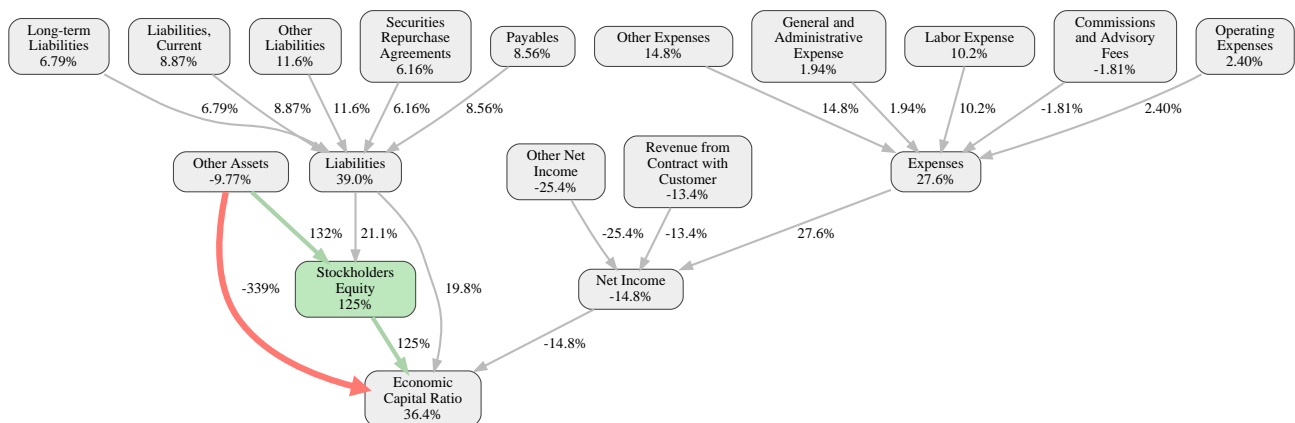 Long-term
Liabilities
6.79%
Liabilities,
Current
8.87%
Other
Liabilities
11.6%
Securities
Repurchase
Agreements
6.16%
Payables
8.56%
Other Expenses
14.8%
General and
Administrative
Expense
1.94%
Labor Expense
10.2%
Commissions
and Advisory
Fees
-1.81%
Operating
Expenses
2.40%
6.79%
8.87%
11.6%
6.16%
8.56%
14.8%
1.94%
10.2%
-1.81%
2.40%
Other Assets
-9.77%
Liabilities
39.0%
Other Net
Income
-25.4%
Revenue from
Contract with
Customer
-13.4%
Expenses
27.6%
132%
21.1%
-25.4%
-13.4%
27.6%
Stockholders
Equity
125%
-339%
19.8%
Net Income
-14.8%
125%
-14.8%
Economic
Capital Ratio
36.4%